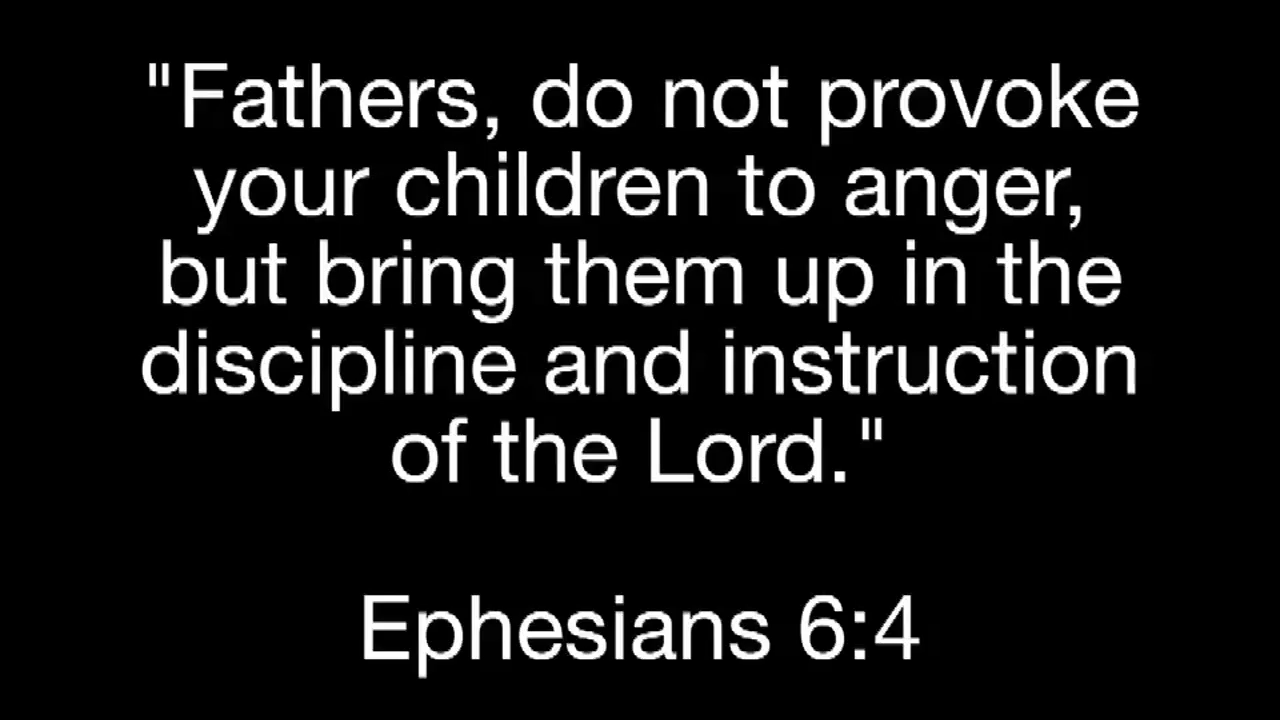 "Fathers, do not provoke
your children to anger,
but bring them up in the
discipline and instruction
of the Lord."
Ephesians 6:4